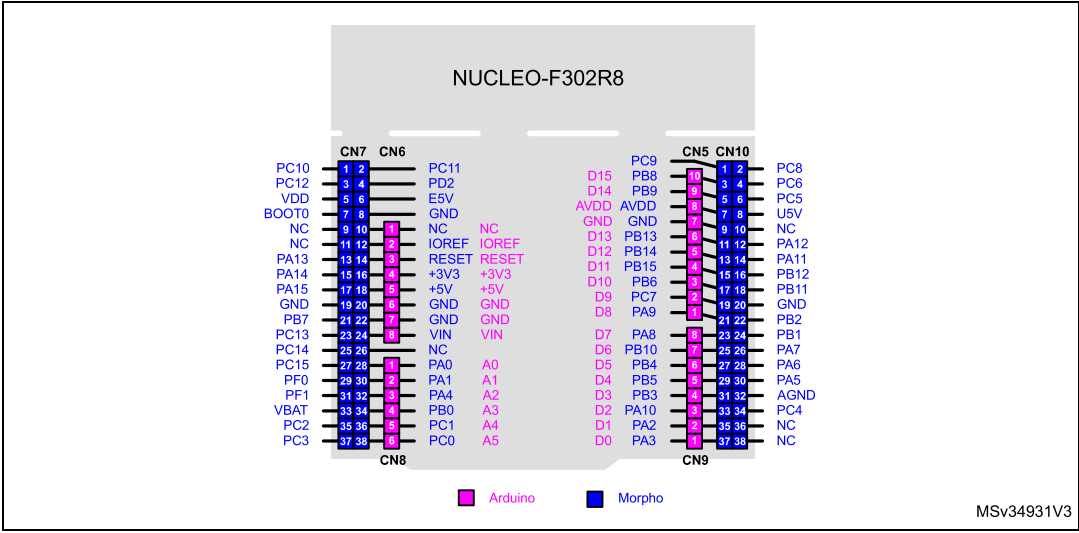 NUCLEO-F302R8
CN7 CN6 CN5 CN10
PC9
PC10 1 2 PC11 1 2 PC8
D15 PB8 10
PC12 3 4 PD2 3 4 PC6
D14 PB9 9
VDD 5 6 E5V 5 6 PC5
AVDD AVDD 8
BOOT0 7 8 GND 7 8 U5V
GND GND 7
NC 9 10 1 NC NC 9 10 NC
D13 PB13 6
NC 11 12 2 IOREF IOREF 11 12 PA12
D12 PB14 5
PA13 13 14 3 RESET RESET 13 14 PA11
D11 PB15 4
PA14 15 16 4 +3V3 +3V3 15 16 PB12
D10 PB6 3
PA15 17 18 5 +5V +5V 17 18 PB11
D9 PC7 2
GND 19 20 6 GND GND 19 20 GND
D8 PA9 1
PB7 21 22 7 GND GND 21 22 PB2
PC13 23 24 8 VIN VIN D7 PA8 8 23 24 PB1
PC14 25 26 NC D6 PB10 7 25 26 PA7
PC15 27 28 1 PA0 A0 D5 PB4 6 27 28 PA6
PF0 29 30 2 PA1 A1 D4 PB5 5 29 30 PA5
PF1 31 32 3 PA4 A2 D3 PB3 4 31 32 AGND
VBAT 33 34 4 PB0 A3 D2 PA10 3 33 34 PC4
PC2 35 36 5 PC1 A4 D1 PA2 2 35 36 NC
PC3 37 38 6 PC0 A5 D0 PA3 1 37 38 NC
CN8 CN9
Arduino Morpho
MSv34931V3